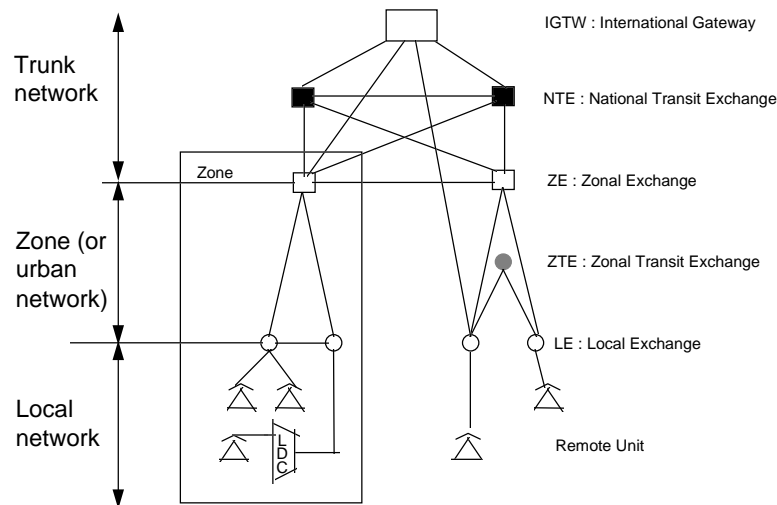 IGTW : International Gateway
Trunk
network
NTE : National Transit Exchange
Zone
ZE : Zonal Exchange
Zone (or
urban
network)
ZTE : Zonal Transit Exchange
LE : Local Exchange
Local
network
L
D
C
Remote Unit